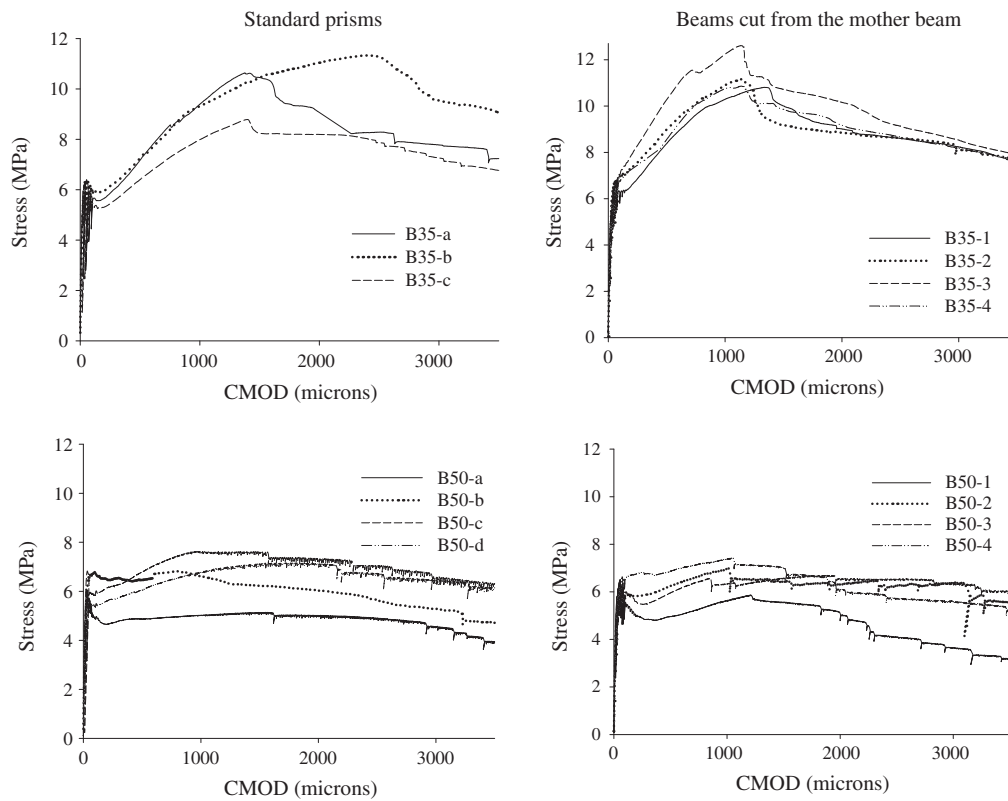 Standard prisms
Beams cut from the mother beam
12
10
8
6
4
2
0
Stress (MPa)
B35-a
B35-b
B35-c
0 1000 2000 3000
CMOD (microns)
12
10
8
6
4
2
0
Stress (MPa)
B35-1
B35-2
B35-3
B35-4
0 1000 2000 3000
CMOD (microns)
12
10
8
6
4
2
0
Stress (MPa)
B50-a
B50-b
B50-c
B50-d
0 1000 2000 3000
CMOD (microns)
12
10
8
6
4
2
0
Stress (MPa)
B50-1
B50-2
B50-3
B50-4
0 1000 2000 3000
CMOD (microns)